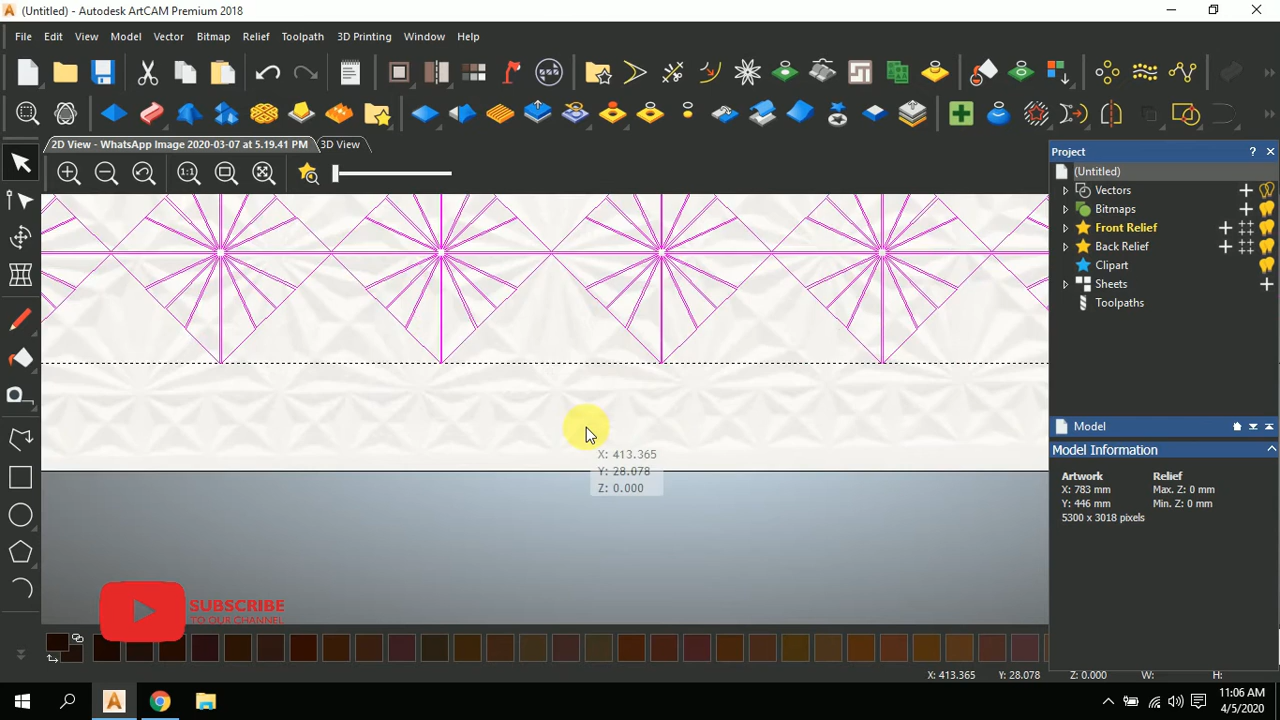 (Untitled) - Autodesk ArtCAM Premium 2018
File Edit View Model Vector Bitmap Relief Toolpath 3D Printing Window Help
2D View - WhatsApp Image 2020-03-07 at 5.19.41 PM 3D View
1:1
Project
(Untitled)
Vectors
Bitmaps
Front Relief
Back Relief
Clipart
Sheets
Toolpaths
X: 413.365
Y: 28.078
Z: 0.000
Model
Model Information
Artwork Relief
X: 783 mm Max. Z: 0 mm
Y: 446 mm Min. Z: 0 mm
5300 x 3018 pixels
SUBSCRIBE
TO OUR CHANNEL
X: 413.365 Y: 28.078 Z: 0.000 W: H:
11:06 AM
4/5/2020